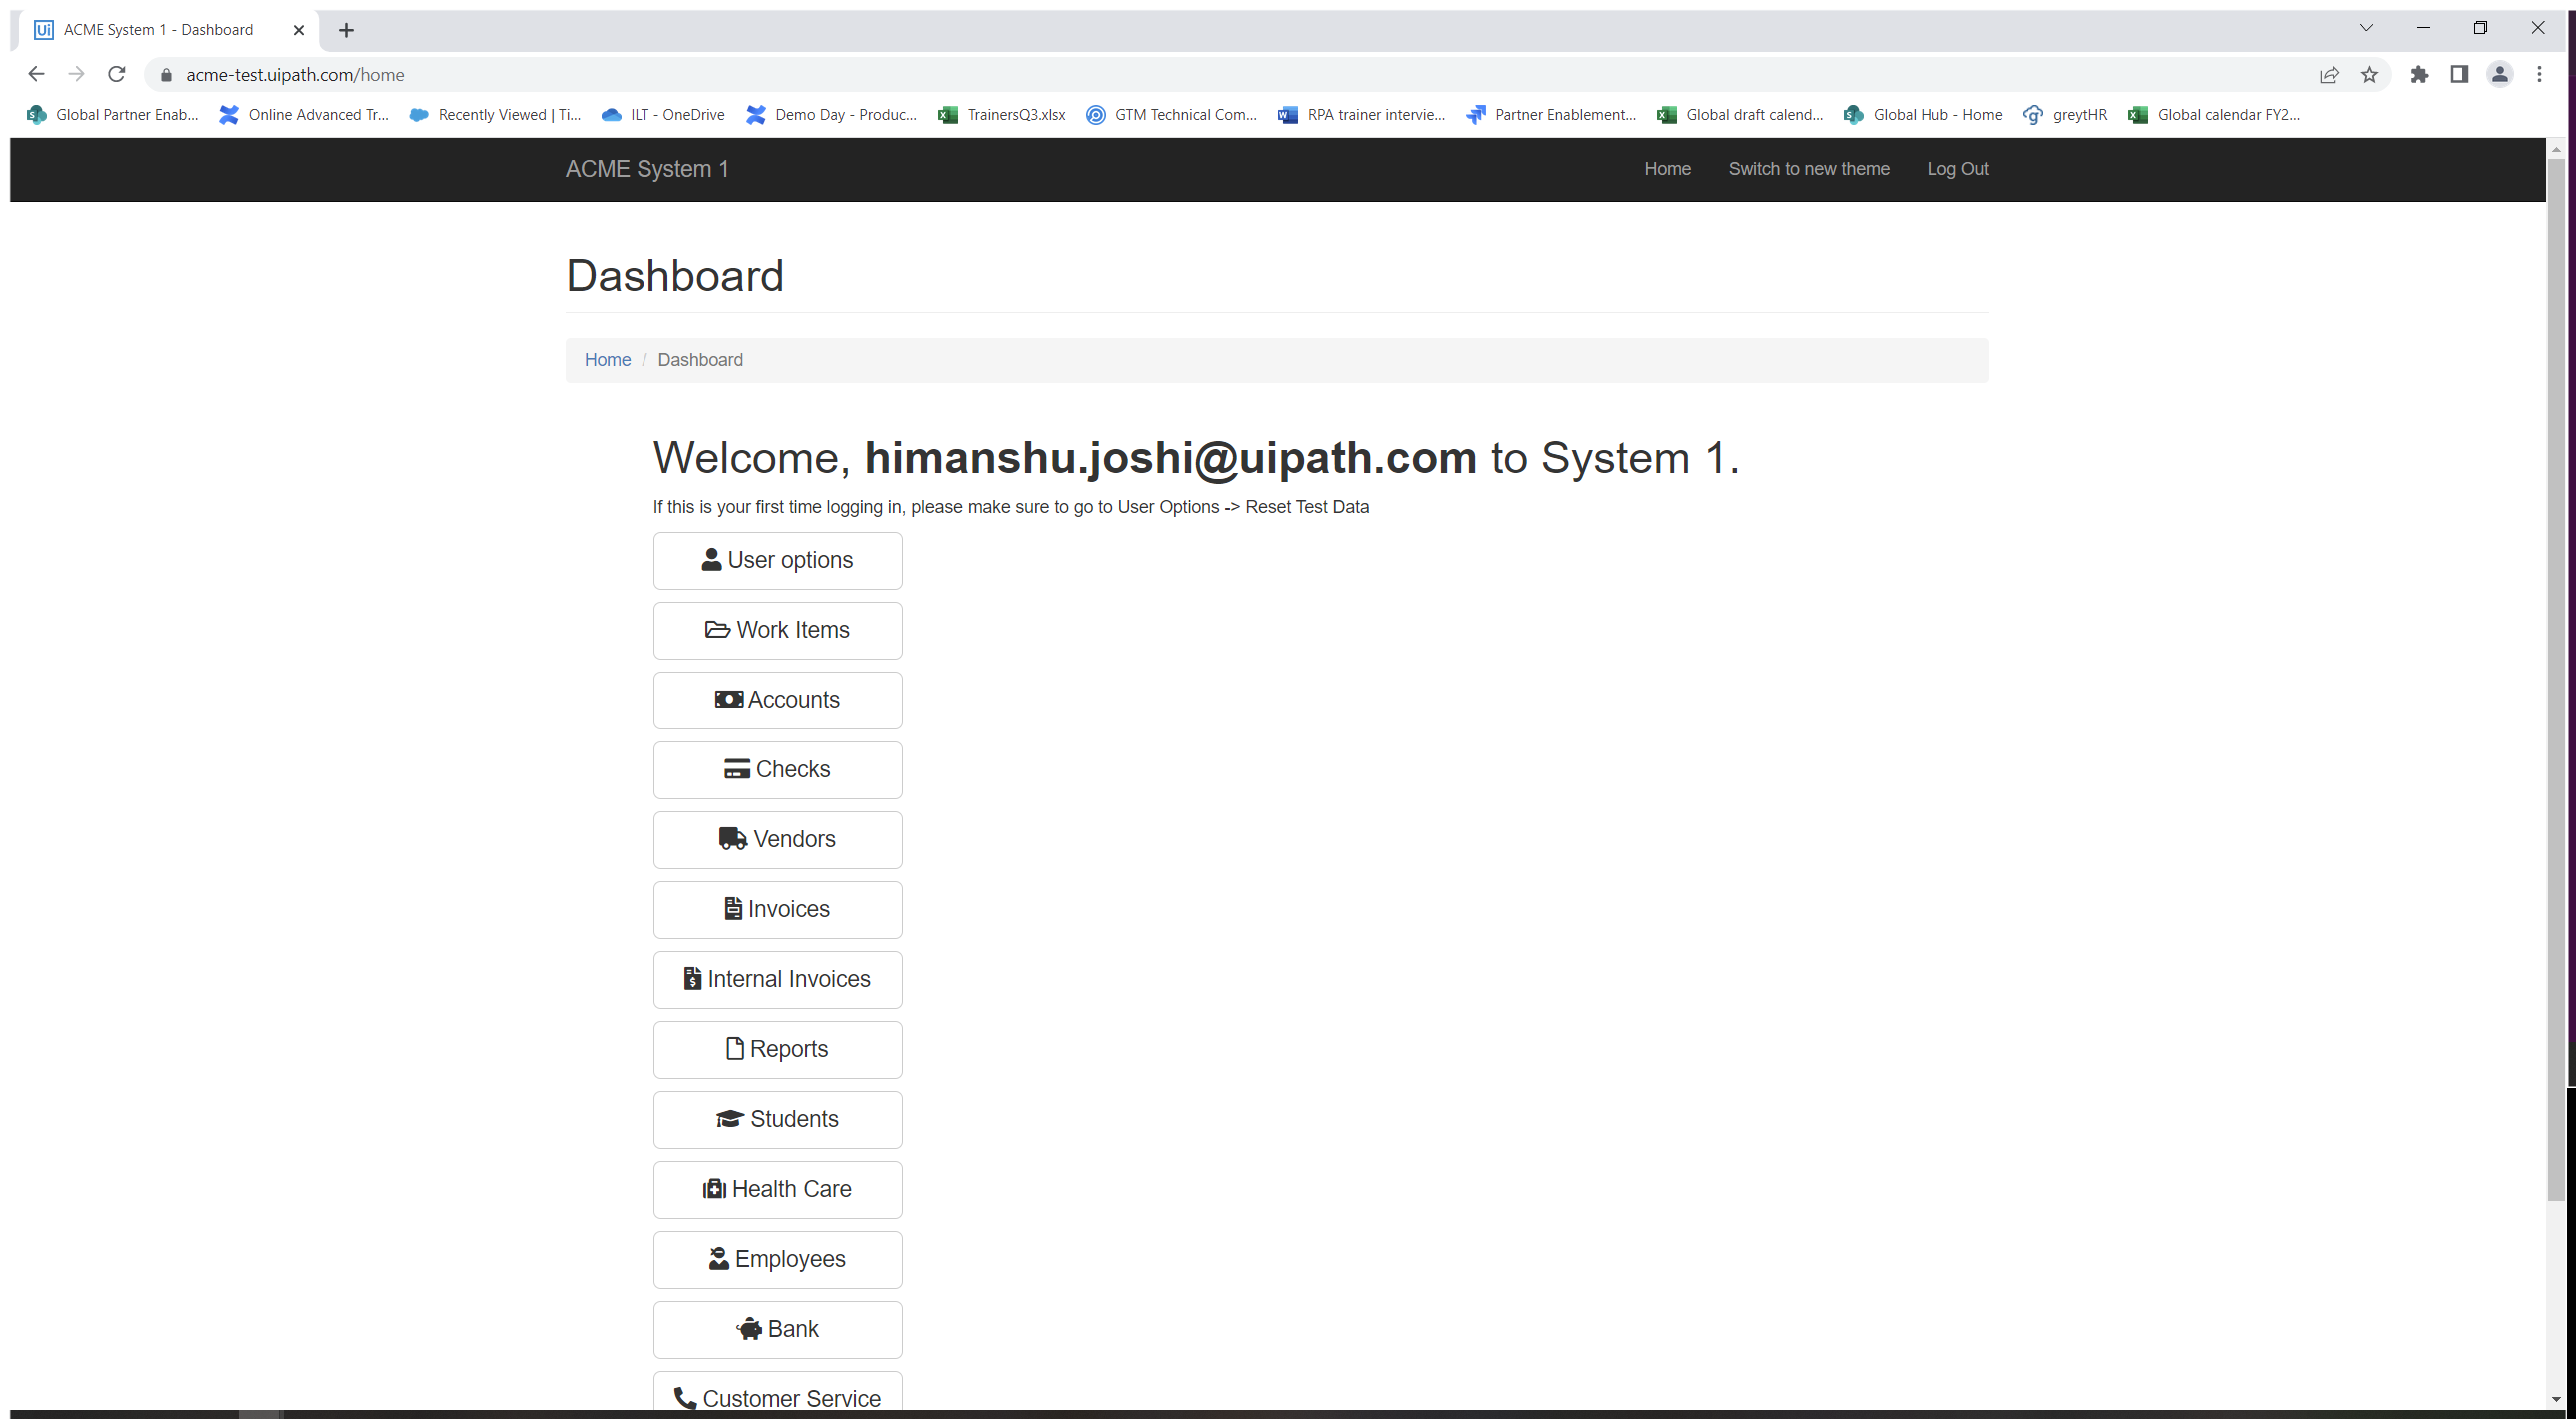 ACME System 1 - Dashboard
acme-test.uipath.com/home
Global Partner Enab... Online Advanced Tr... Recently Viewed | Ti... ILT - OneDrive Demo Day - Produc... TrainersQ3.xlsx GTM Technical Com... RPA trainer intervie... Partner Enablement... Global draft calend... Global Hub - Home greytHR Global calendar FY2...
ACME System 1 Home Switch to new theme Log Out
Dashboard
Home / Dashboard
Welcome, himanshu.joshi@uipath.com to System 1.
If this is your first time logging in, please make sure to go to User Options -> Reset Test Data
User options
Work Items
Accounts
Checks
Vendors
Invoices
Internal Invoices
Reports
Students
Health Care
Employees
Bank
Customer Service